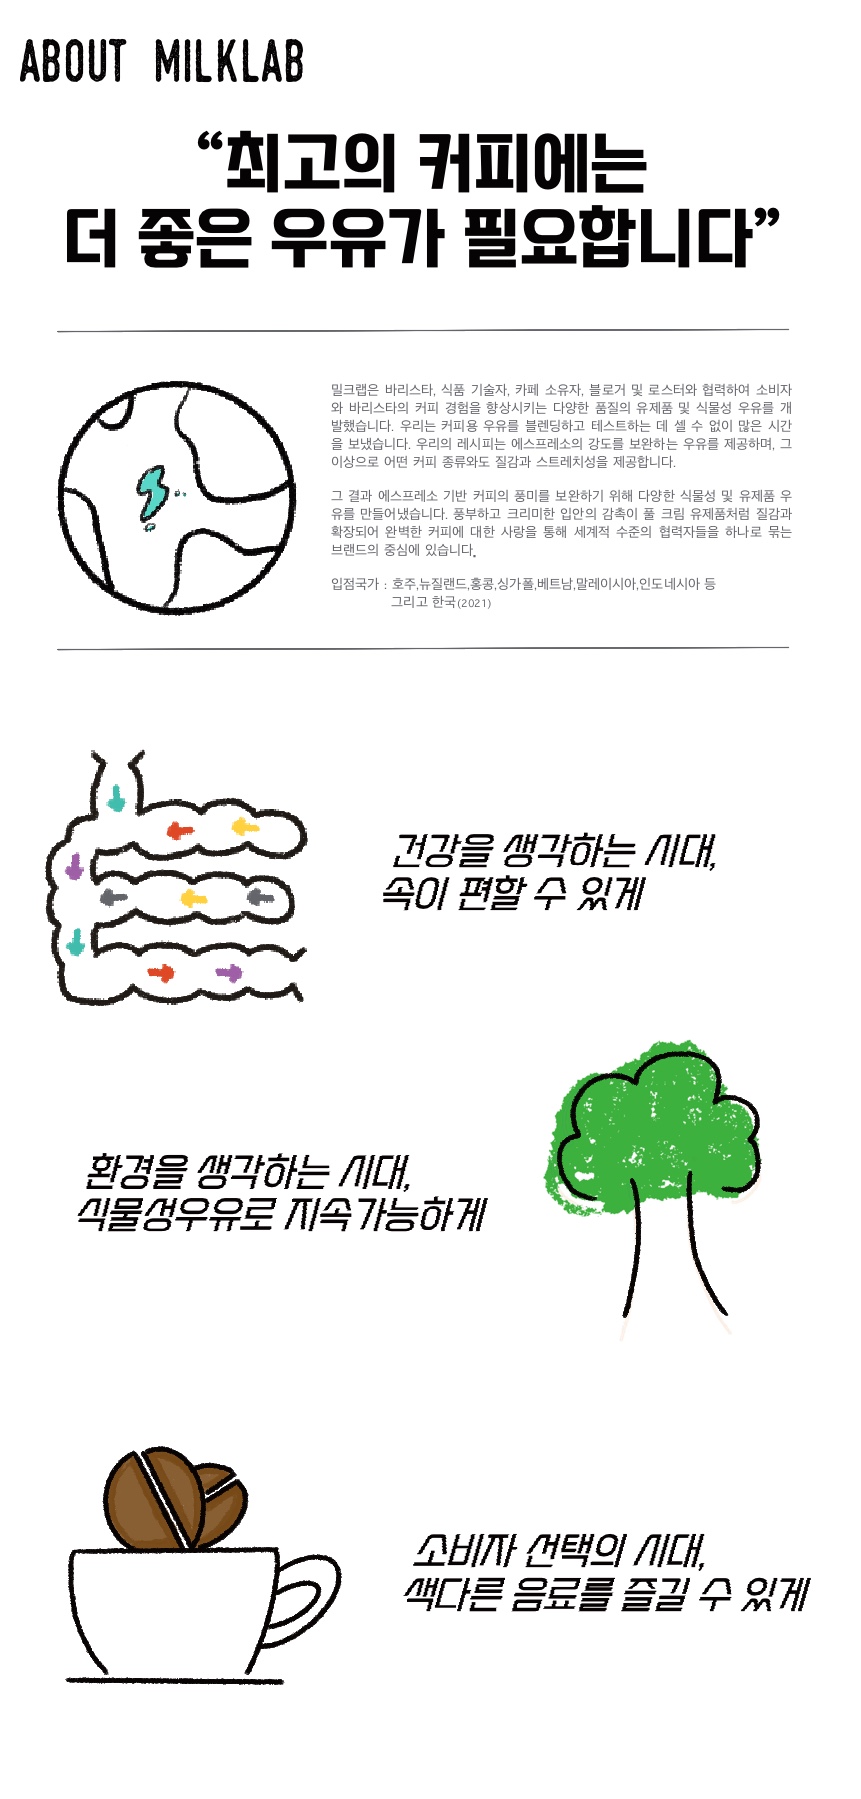 ABOUT MILKLAB
“최고의 커피에는
더 좋은 우유가 필요합니다”
밀크랩은 바리스타, 식품 기술자, 카페 소유자, 블로거 및 로스터와 협력하여 소비자
와 바리스타의 커피 경험을 향상시키는 다양한 품질의 유제품 및 식물성 우유를 개
발했습니다. 우리는 커피용 우유를 블렌딩하고 테스트하는 데 셀 수 없이 많은 시간
을 보냈습니다. 우리의 레시피는 에스프레소의 강도를 보완하는 우유를 제공하며, 그
이상으로 어떤 커피 종류와도 질감과 스트레치성을 제공합니다.
그 결과 에스프레소 기반 커피의 풍미를 보완하기 위해 다양한 식물성 및 유제품 우
유를 만들어냈습니다. 풍부하고 크리미한 입안의 감촉이 풀 크림 유제품처럼 질감과
확장되어 완벽한 커피에 대한 사랑을 통해 세계적 수준의 협력자들을 하나로 묶는
브랜드의 중심에 있습니다.
입점국가 : 호주,뉴질랜드,홍콩,싱가폴,베트남,말레이시아,인도네시아 등
그리고 한국(2021)
건강을 생각하는 시대,
속이 편할 수 있게
환경을 생각하는 시대,
식물성우유로 지속가능하게
소비자 선택의 시대,
색다른 음료를 즐길 수 있게